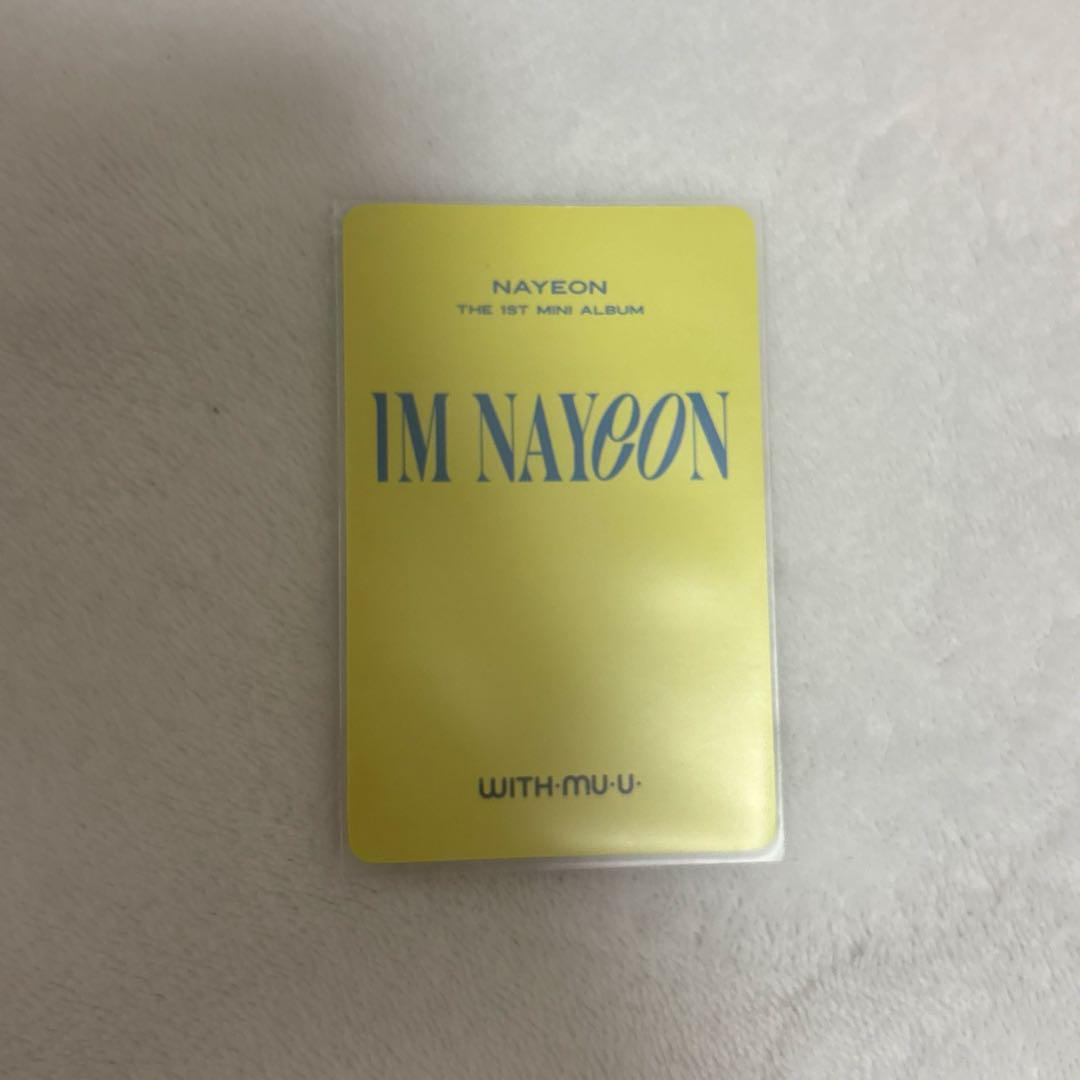 NAYEON
THE 1ST MINI ALBUM
IM NAYeON
WITH·MU·U·